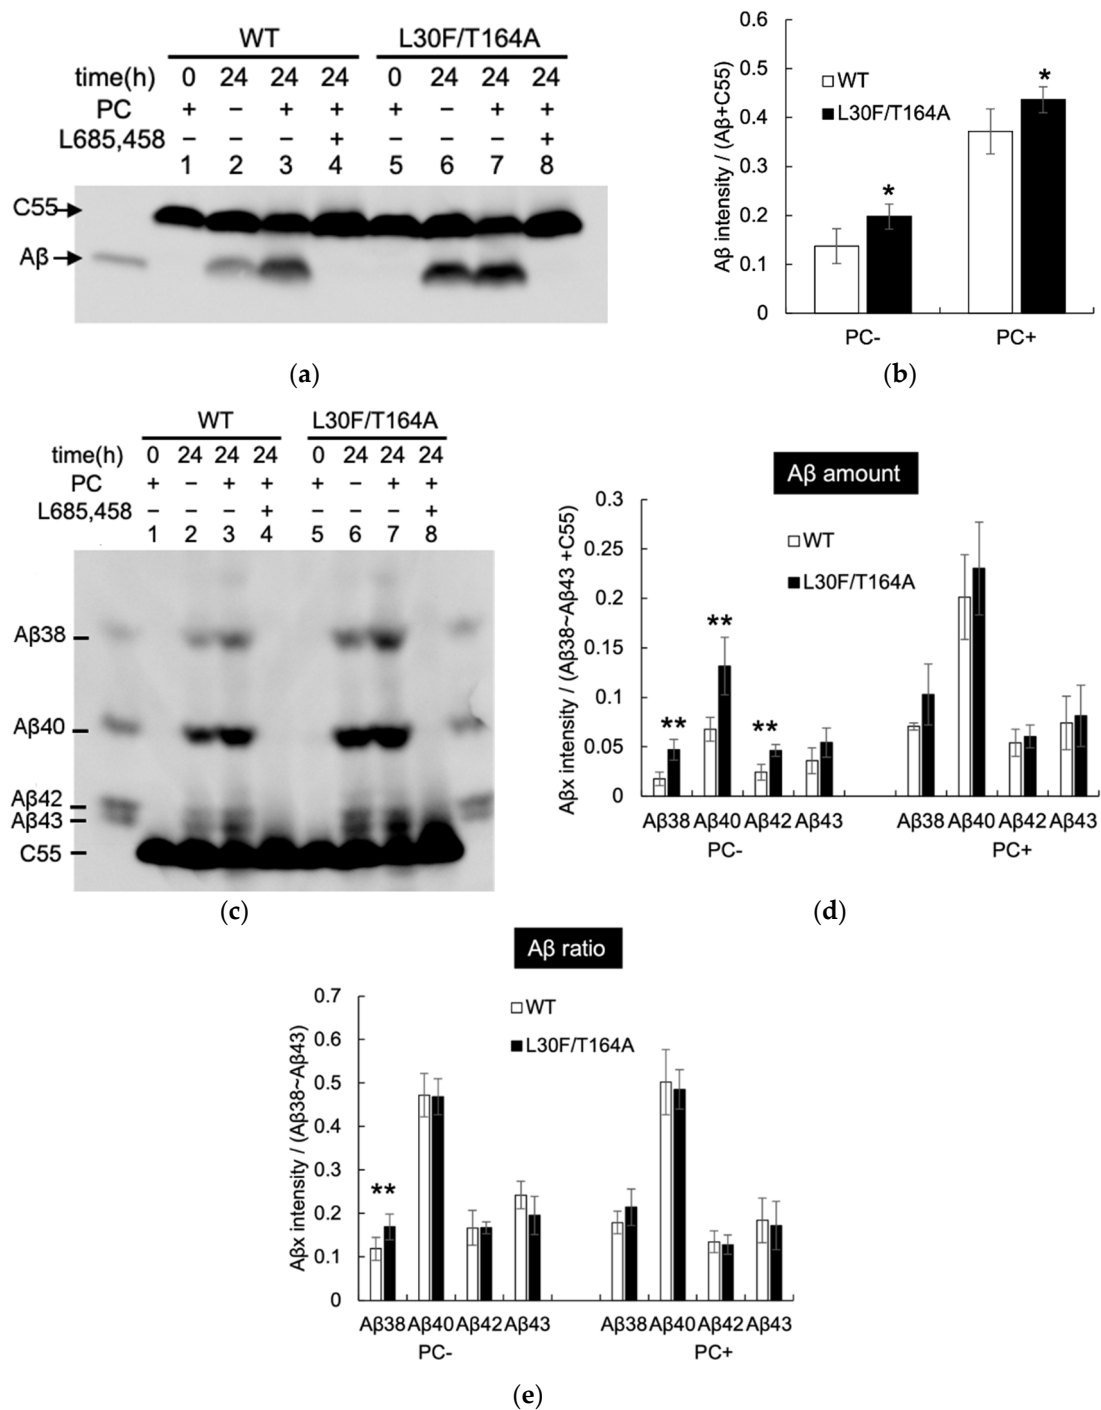 WT L30F/T164A
time(h) 0 24 24 24 0 24 24 24
PC + − + + + − + +
L685,458 − − − + − − − +
1 2 3 4 5 6 7 8
C55
Aβ
(a)
Aβ intensity / (Aβ+C55)
0.6
0.5
0.4
0.3
0.2
0.1
0
WT
L30F/T164A
*
*
PC- PC+
(b)
WT L30F/T164A
time(h) 0 24 24 24 0 24 24 24
PC + − + + + − + +
L685,458 − − − + − − − +
1 2 3 4 5 6 7 8
Aβ38
Aβ40
Aβ42
Aβ43
C55
(c)
Aβ amount
Aβx intensity / (Aβ38~Aβ43 +C55)
0.3
0.25
0.2
0.15
0.1
0.05
0
WT
L30F/T164A
**
**
**
Aβ38 Aβ40 Aβ42 Aβ43 Aβ38 Aβ40 Aβ42 Aβ43
PC- PC+
(d)
Aβ ratio
Aβx intensity / (Aβ38~Aβ43)
0.7
0.6
0.5
0.4
0.3
0.2
0.1
0
WT
L30F/T164A
**
Aβ38 Aβ40 Aβ42 Aβ43 Aβ38 Aβ40 Aβ42 Aβ43
PC- PC+
(e)